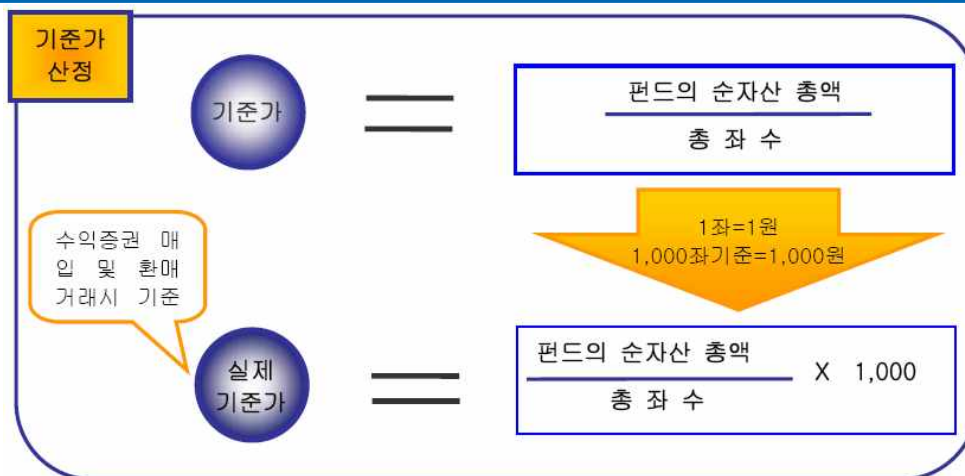 기준가
산정
기준가
펀드의 순자산 총액
총 좌 수
1좌=1원
1,000좌기준=1,000원
수익증권 매
입 및 환매
거래시 기준
실제
기준가
펀드의 순자산 총액
총 좌 수
X 1,000